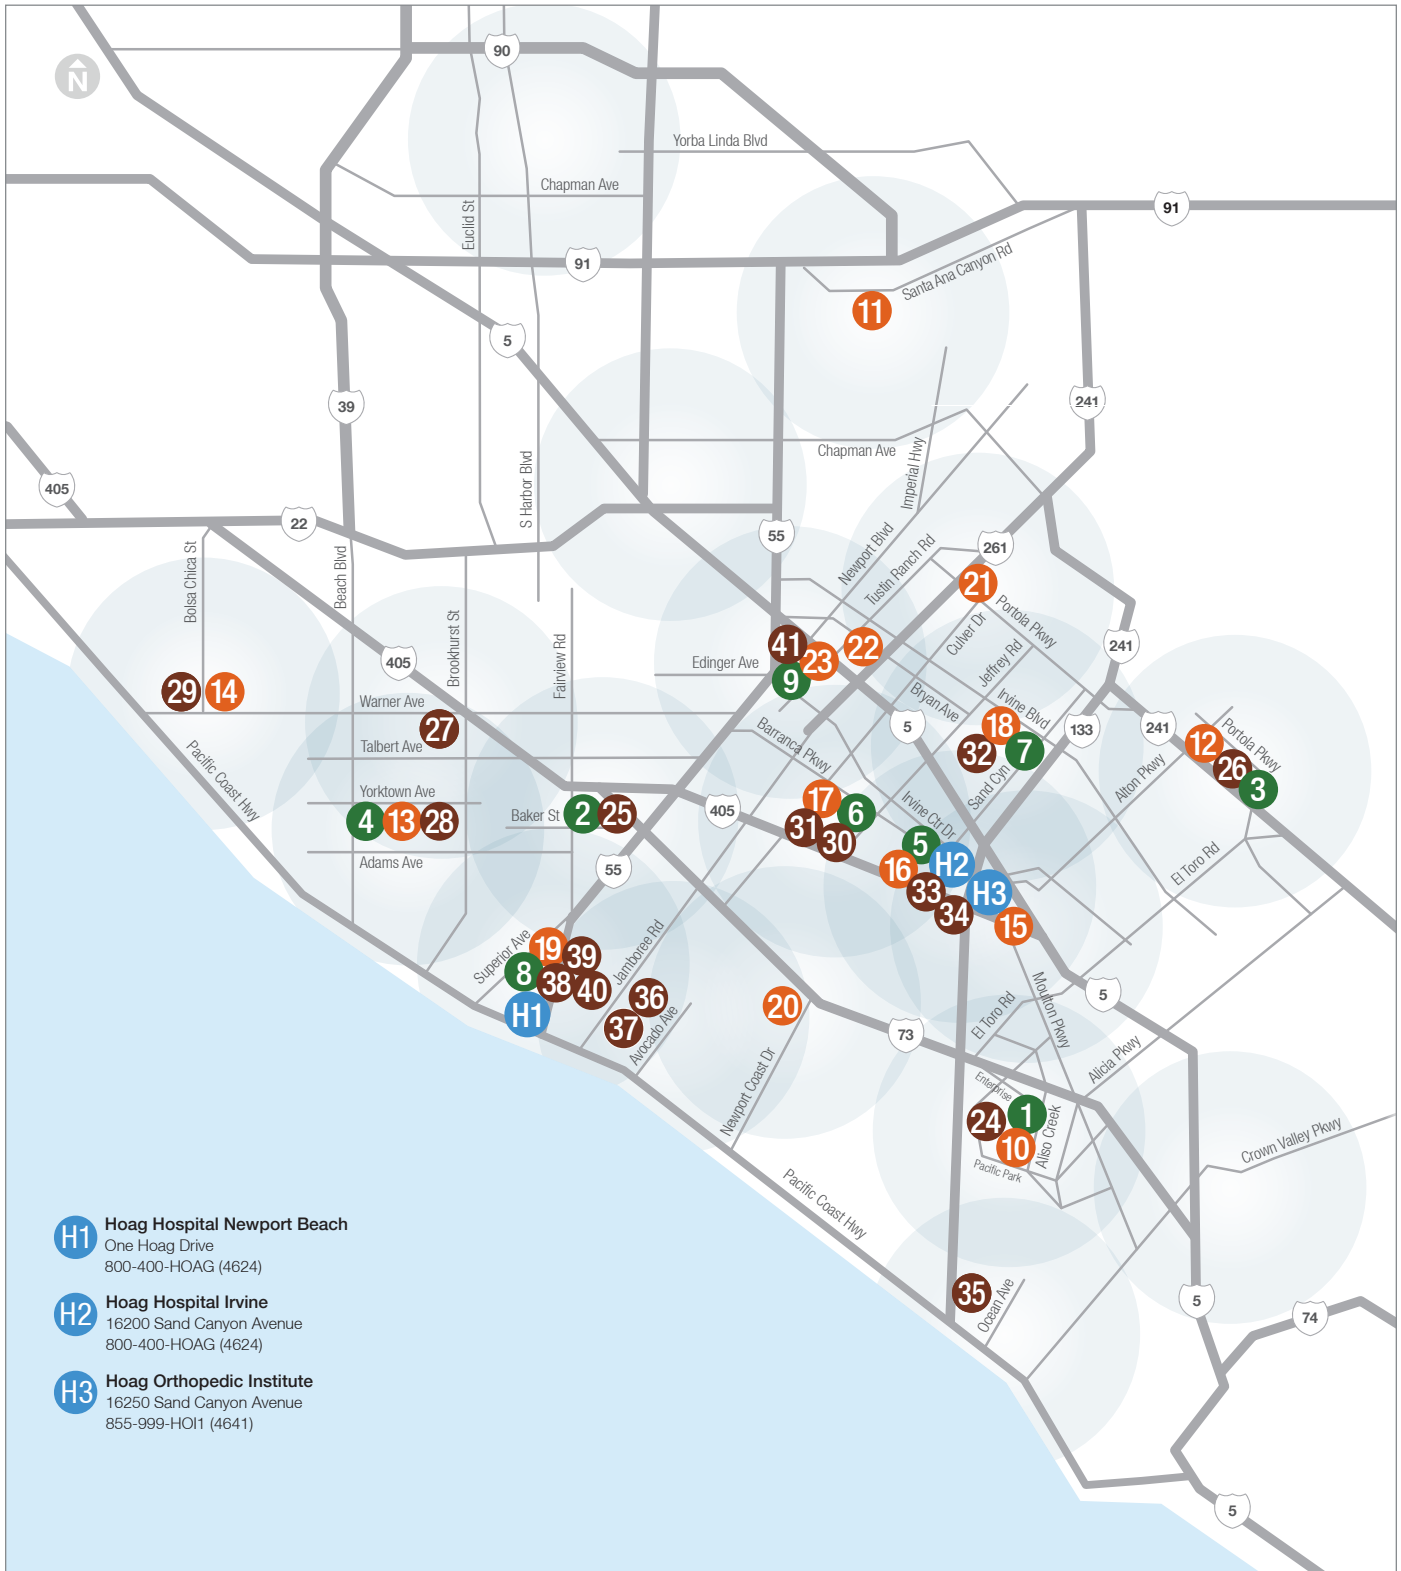 N
90
Yorba Linda Blvd
Chapman Ave
Euclid St
91
91
Santa Ana Canyon Rd
11
5
39
241
Chapman Ave
Imperial Hwy
S Harbor Blvd
405
22
55
Newport Blvd
Tustin Ranch Rd
261
21
Portola Pkwy
Bolsa Chica St
Beach Blvd
Brookhurst St
Fairview Rd
Culver Dr
Jeffrey Rd
241
41
23
22
9
Edinger Ave
405
29
14
Warner Ave
27
Talbert Ave
Bryan Ave
Irvine Blvd
5
18
32
7
133
241
12
26
3
Portola Pkwy
Barranca Pkwy
Sand Cyn
Alton Pkwy
Pacific Coast Hwy
Yorktown Ave
4
13
28
Baker St
2
25
405
17
6
31
30
Irvine Ctr Dr
5
H2
16
33
H3
34
15
El Toro Rd
Adams Ave
55
Superior Ave
19
39
8
38
40
H1
Jamboree Rd
36
37
Avocado Ave
20
Newport Coast Dr
73
El Toro Rd
Moulton Pkwy
5
Alicia Pkwy
Enterprise
24
1
10
Aliso Creek
Pacific Park
Crown Valley Pkwy
Pacific Coast Hwy
35
Ocean Ave
5
74
5
H1
Hoag Hospital Newport Beach
One Hoag Drive
800-400-HOAG (4624)
H2
Hoag Hospital Irvine
16200 Sand Canyon Avenue
800-400-HOAG (4624)
H3
Hoag Orthopedic Institute
16250 Sand Canyon Avenue
855-999-HOI1 (4641)